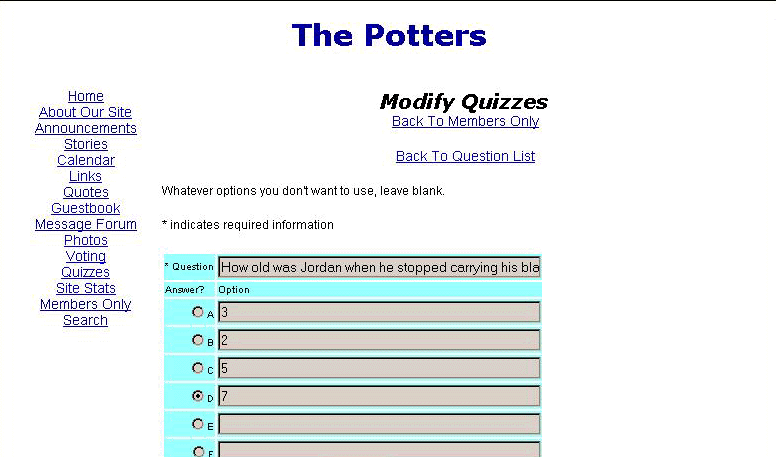 The Potters
Home
About Our Site
Announcements
Stories
Calendar
Links
Quotes
Guestbook
Message Forum
Photos
Voting
Quizzes
Site Stats
Members Only
Search
Modify Quizzes
Back To Members Only
Back To Question List
Whatever options you don't want to use, leave blank.
* indicates required information
* Question How old was Jordan when he stopped carrying his bla
Answer? Option
A 3
B 2
C 5
D 7
E
F